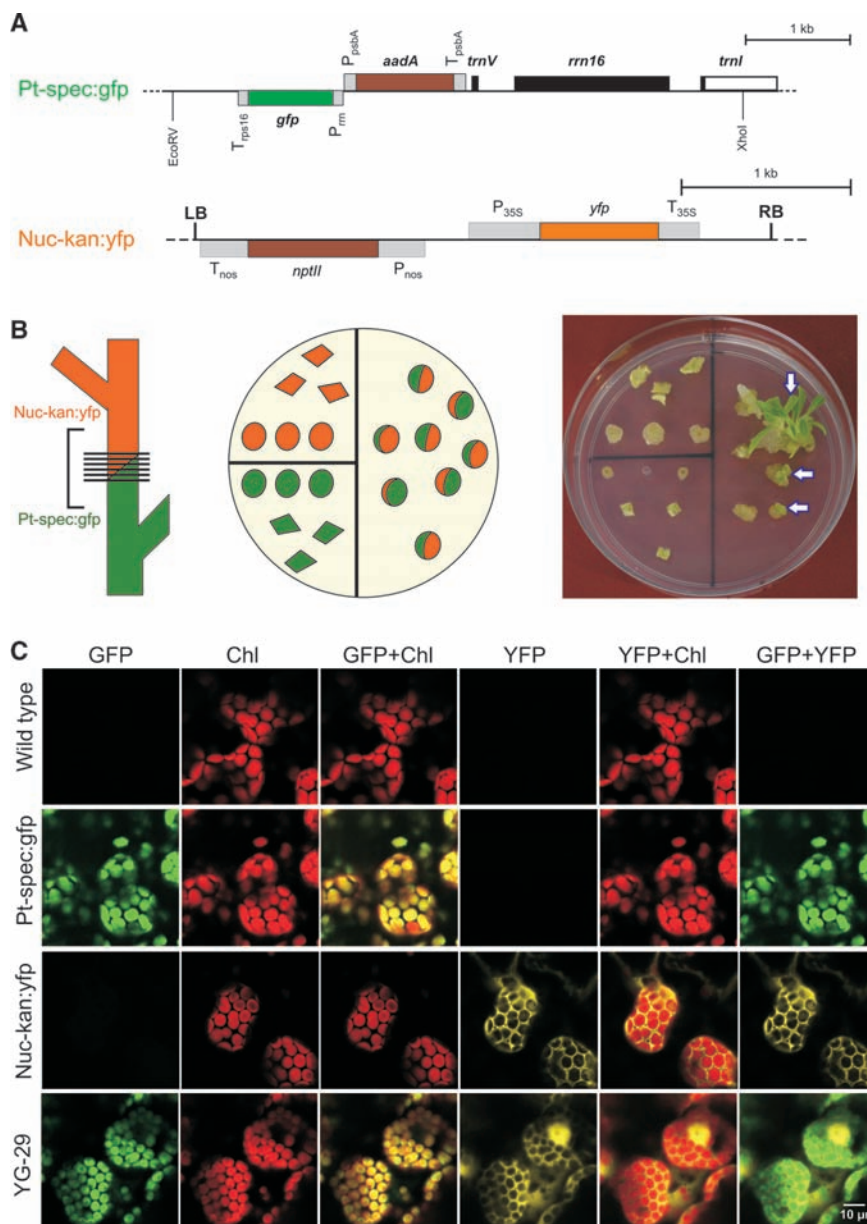 A
1 kb
PpsbA
aadA
TpsbA
trnV
rrn16
trnI
Pt-spec:gfp
EcoRV
Trps16
gfp
Prrn
XhoI
1 kb
LB
P35S
yfp
T35S
RB
Nuc-kan:yfp
Tnos
nptII
Pnos
B
Nuc-kan:yfp
Pt-spec:gfp
C
GFP Chl GFP+Chl YFP YFP+Chl GFP+YFP
Wild type
Pt-spec:gfp
Nuc-kan:yfp
YG-29
10 µm